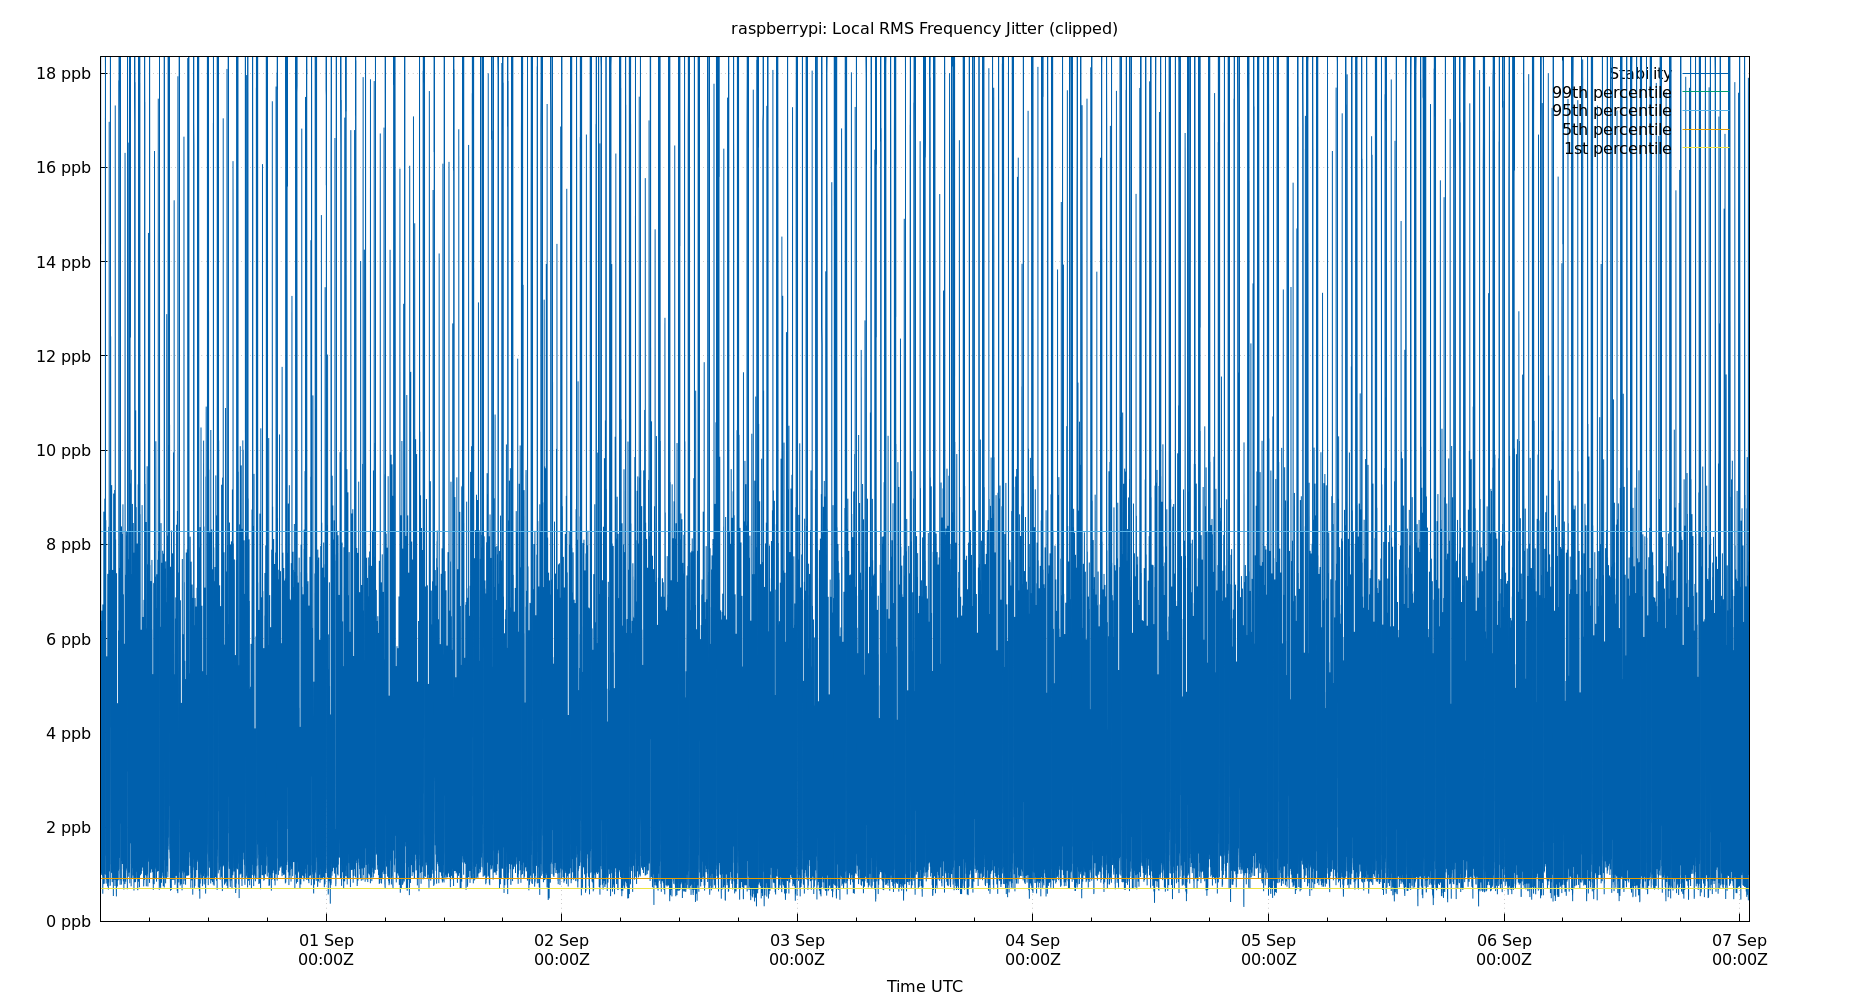 raspberrypi: Local RMS Frequency Jitter (clipped)
18 ppb
16 ppb
14 ppb
12 ppb
10 ppb
8 ppb
6 ppb
4 ppb
2 ppb
0 ppb
Stability
99th percentile
95th percentile
5th percentile
1st percentile
01 Sep
00:00Z
02 Sep
00:00Z
03 Sep
00:00Z
04 Sep
00:00Z
05 Sep
00:00Z
06 Sep
00:00Z
07 Sep
00:00Z
Time UTC